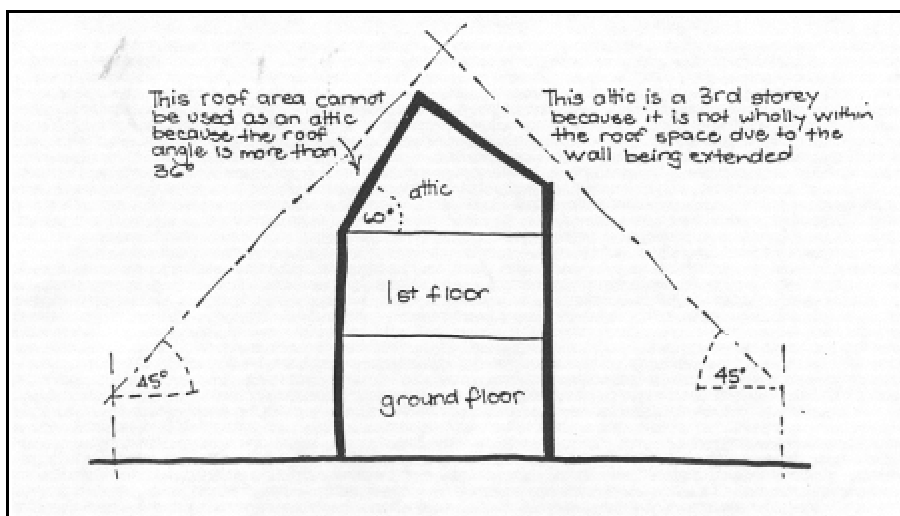 This roof area cannot
be used as an attic
because the roof
angle is more than
36°
This attic is a 3rd storey
because it is not wholly within
the roof space due to the
wall being extended
attic
60°
1st floor
45°
45°
ground floor